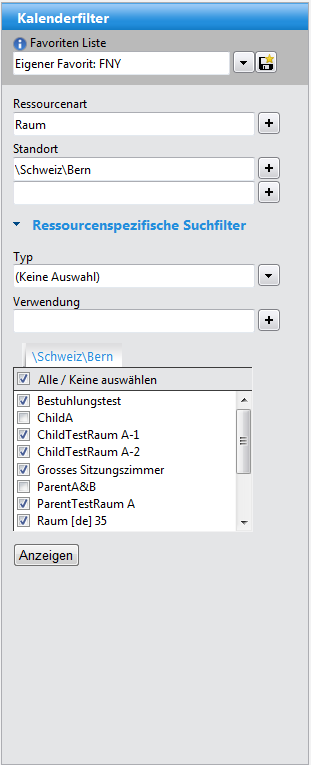 Kalenderfilter
Favoriten Liste
Eigener Favorit: FNY
Ressourcenart
Raum
Standort
\Schweiz\Bern
Ressourcenspezifische Suchfilter
Typ
(Keine Auswahl)
Verwendung
\Schweiz\Bern
Alle / Keine auswählen
Bestuhlungstest
ChildA
ChildTestRaum A-1
ChildTestRaum A-2
Grosses Sitzungszimmer
ParentA&B
ParentTestRaum A
Raum [de] 35
Anzeigen